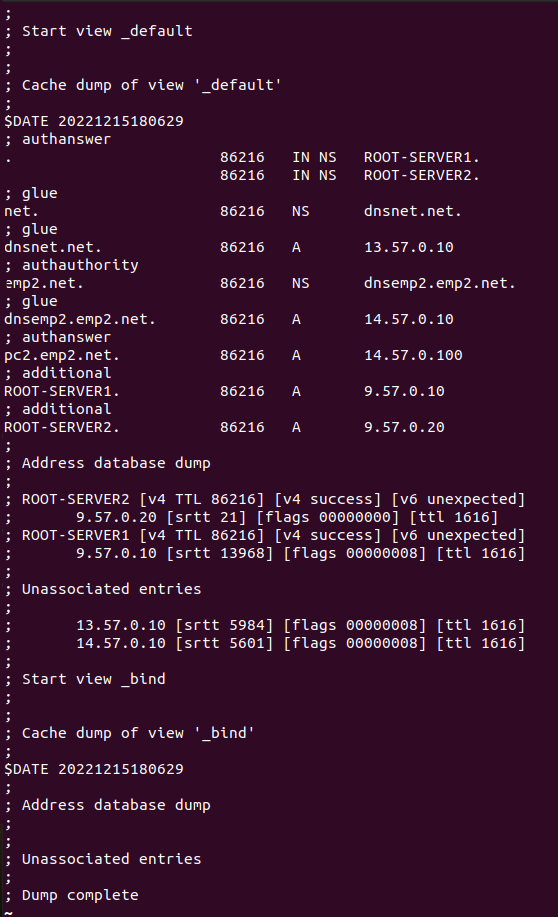 ;
; Start view _default
;
;
; Cache dump of view '_default'
;
$DATE 20221215180629
; authanswer
. 86216 IN NS ROOT-SERVER1.
86216 IN NS ROOT-SERVER2.
; glue
net. 86216 NS dnsnet.net.
; glue
dnsnet.net. 86216 A 13.57.0.10
; authauthority
emp2.net. 86216 NS dnsemp2.emp2.net.
; glue
dnsemp2.emp2.net. 86216 A 14.57.0.10
; authanswer
pc2.emp2.net. 86216 A 14.57.0.100
; additional
ROOT-SERVER1. 86216 A 9.57.0.10
; additional
ROOT-SERVER2. 86216 A 9.57.0.20
;
; Address database dump
;
; ROOT-SERVER2 [v4 TTL 86216] [v4 success] [v6 unexpected]
; 9.57.0.20 [srtt 21] [flags 00000000] [ttl 1616]
; ROOT-SERVER1 [v4 TTL 86216] [v4 success] [v6 unexpected]
; 9.57.0.10 [srtt 13968] [flags 00000008] [ttl 1616]
;
; Unassociated entries
;
; 13.57.0.10 [srtt 5984] [flags 00000008] [ttl 1616]
; 14.57.0.10 [srtt 5601] [flags 00000008] [ttl 1616]
;
; Start view _bind
;
;
; Cache dump of view '_bind'
;
$DATE 20221215180629
;
; Address database dump
;
;
; Unassociated entries
;
; Dump complete
~